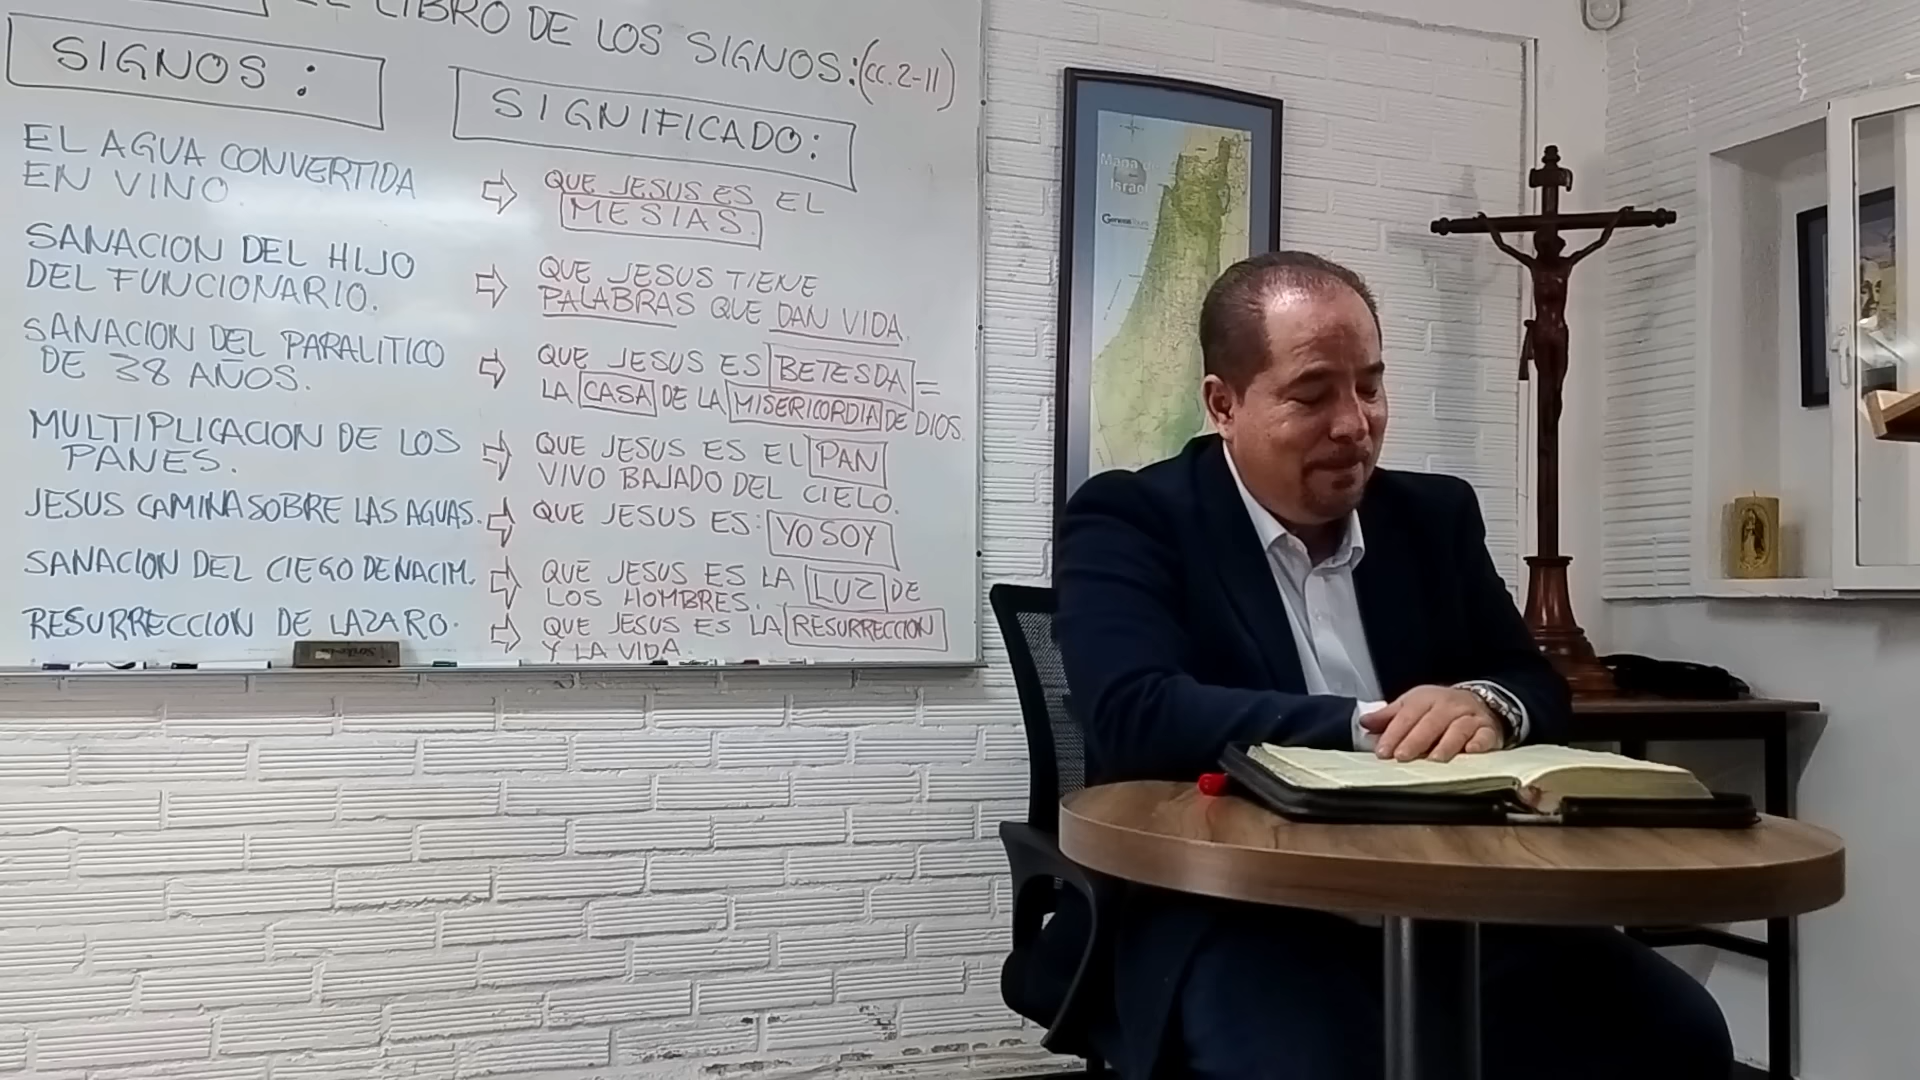 LIBRO DE LOS SIGNOS: (cc. 2-11)
SIGNOS :
SIGNIFICADO:
EL AGUA CONVERTIDA
EN VINO.
QUE JESUS ES EL
MESIAS.
SANACION DEL HIJO
DEL FUNCIONARIO.
QUE JESUS TIENE
PALABRAS QUE DAN VIDA.
SANACION DEL PARALITICO
DE 38 AÑOS.
QUE JESUS ES BETESDA =
LA CASA DE LA MISERICORDIA DE DIOS.
MULTIPLICACION DE LOS
PANES.
QUE JESUS ES EL PAN
VIVO BAJADO DEL CIELO.
JESUS CAMINA SOBRE LAS AGUAS.
QUE JESUS ES: YO SOY
SANACION DEL CIEGO DE NACIM.
QUE JESUS ES LA LUZ DE
LOS HOMBRES.
RESURRECCION DE LAZARO.
QUE JESUS ES LA RESURRECCION
Y LA VIDA.
Mapa de
Israel